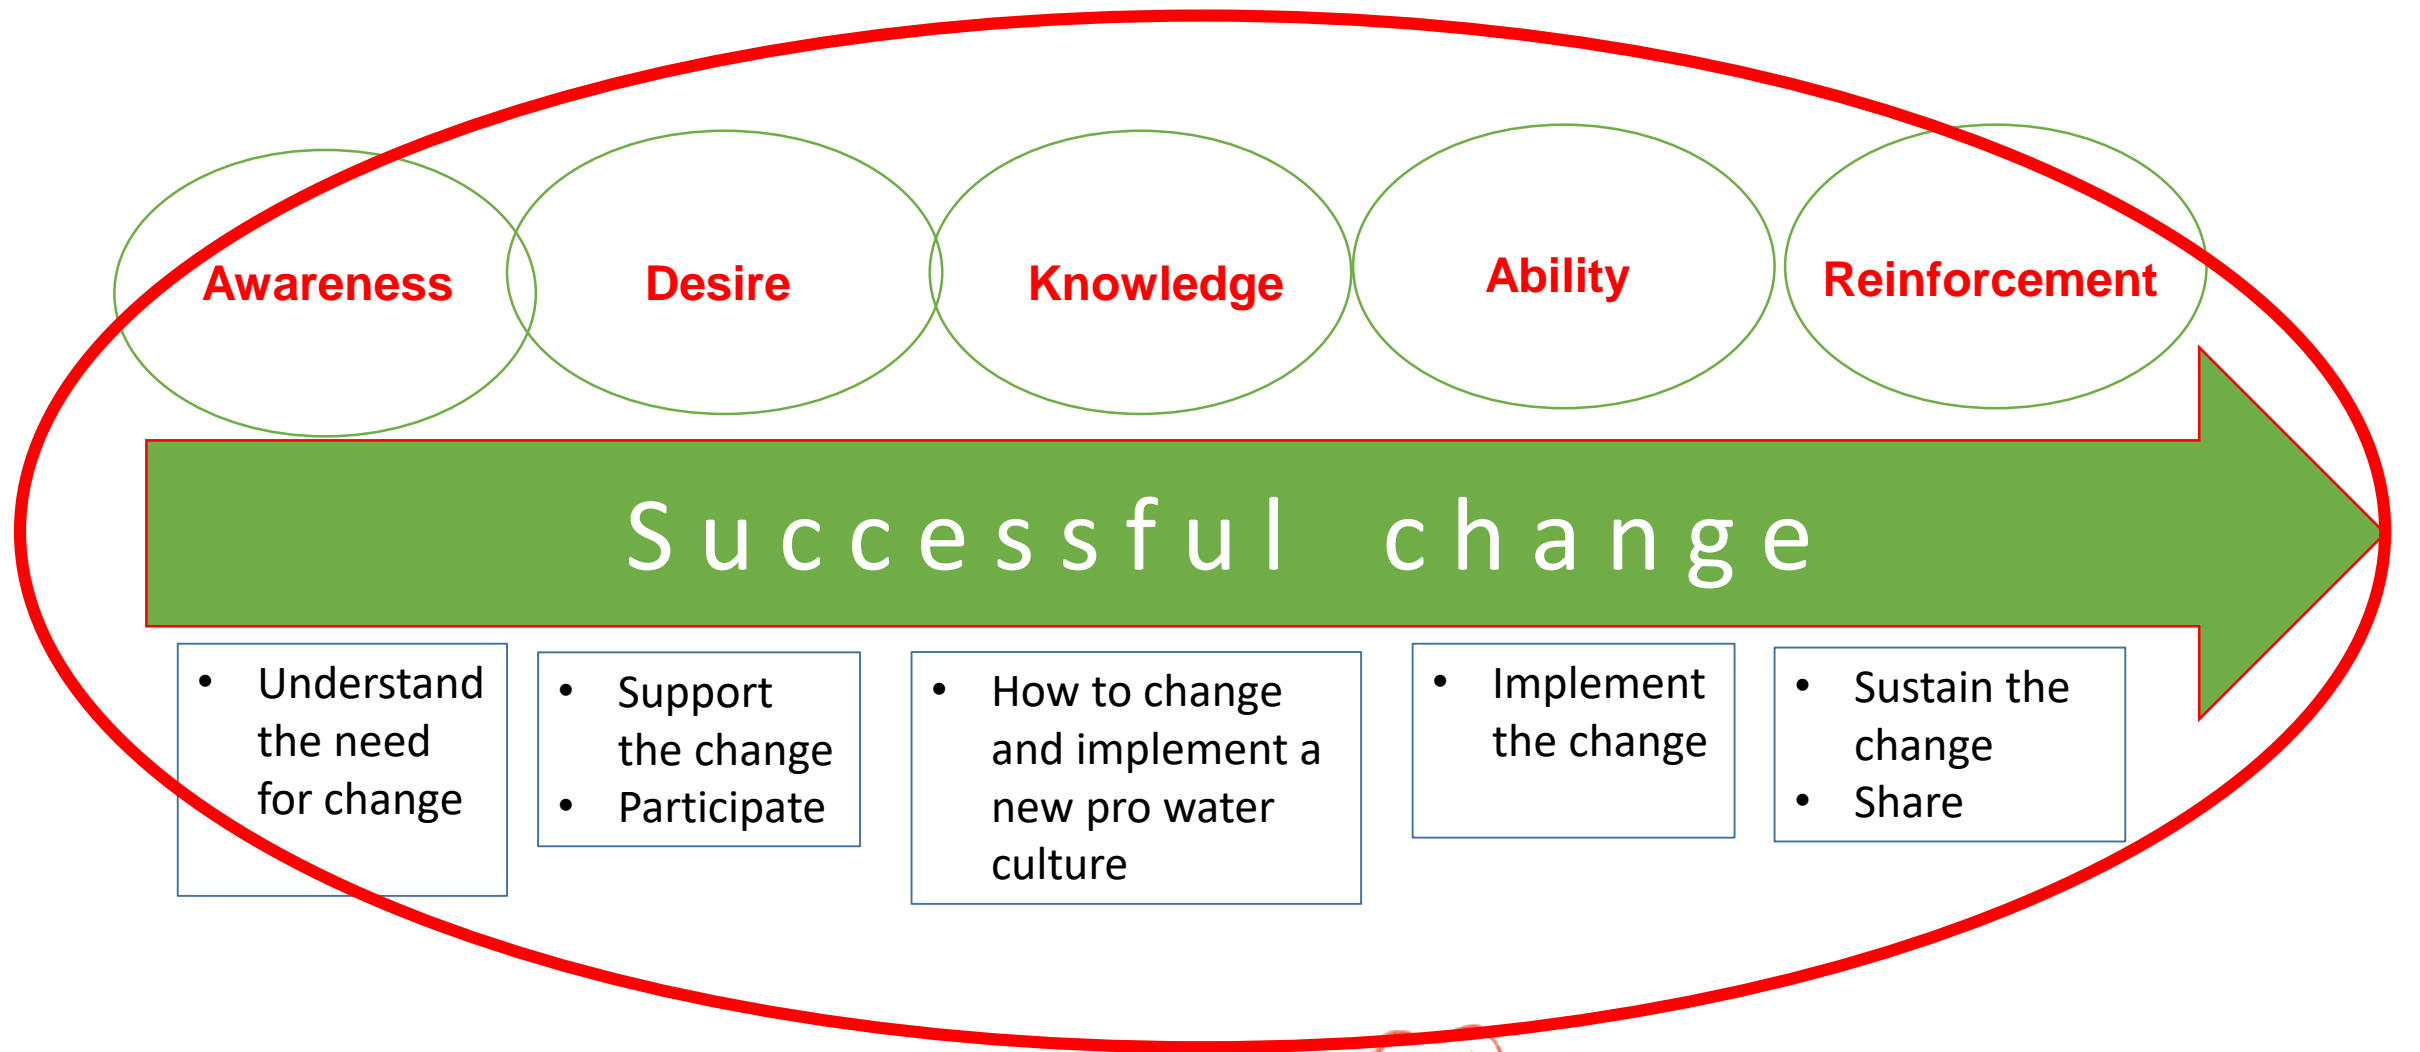 Awareness
Desire
Knowledge
Ability
Reinforcement
Successful change
• Understand
the need
for change
• Support
the change
• Participate
• How to change
and implement a
new pro water
culture
• Implement
the change
• Sustain the
change
• Share